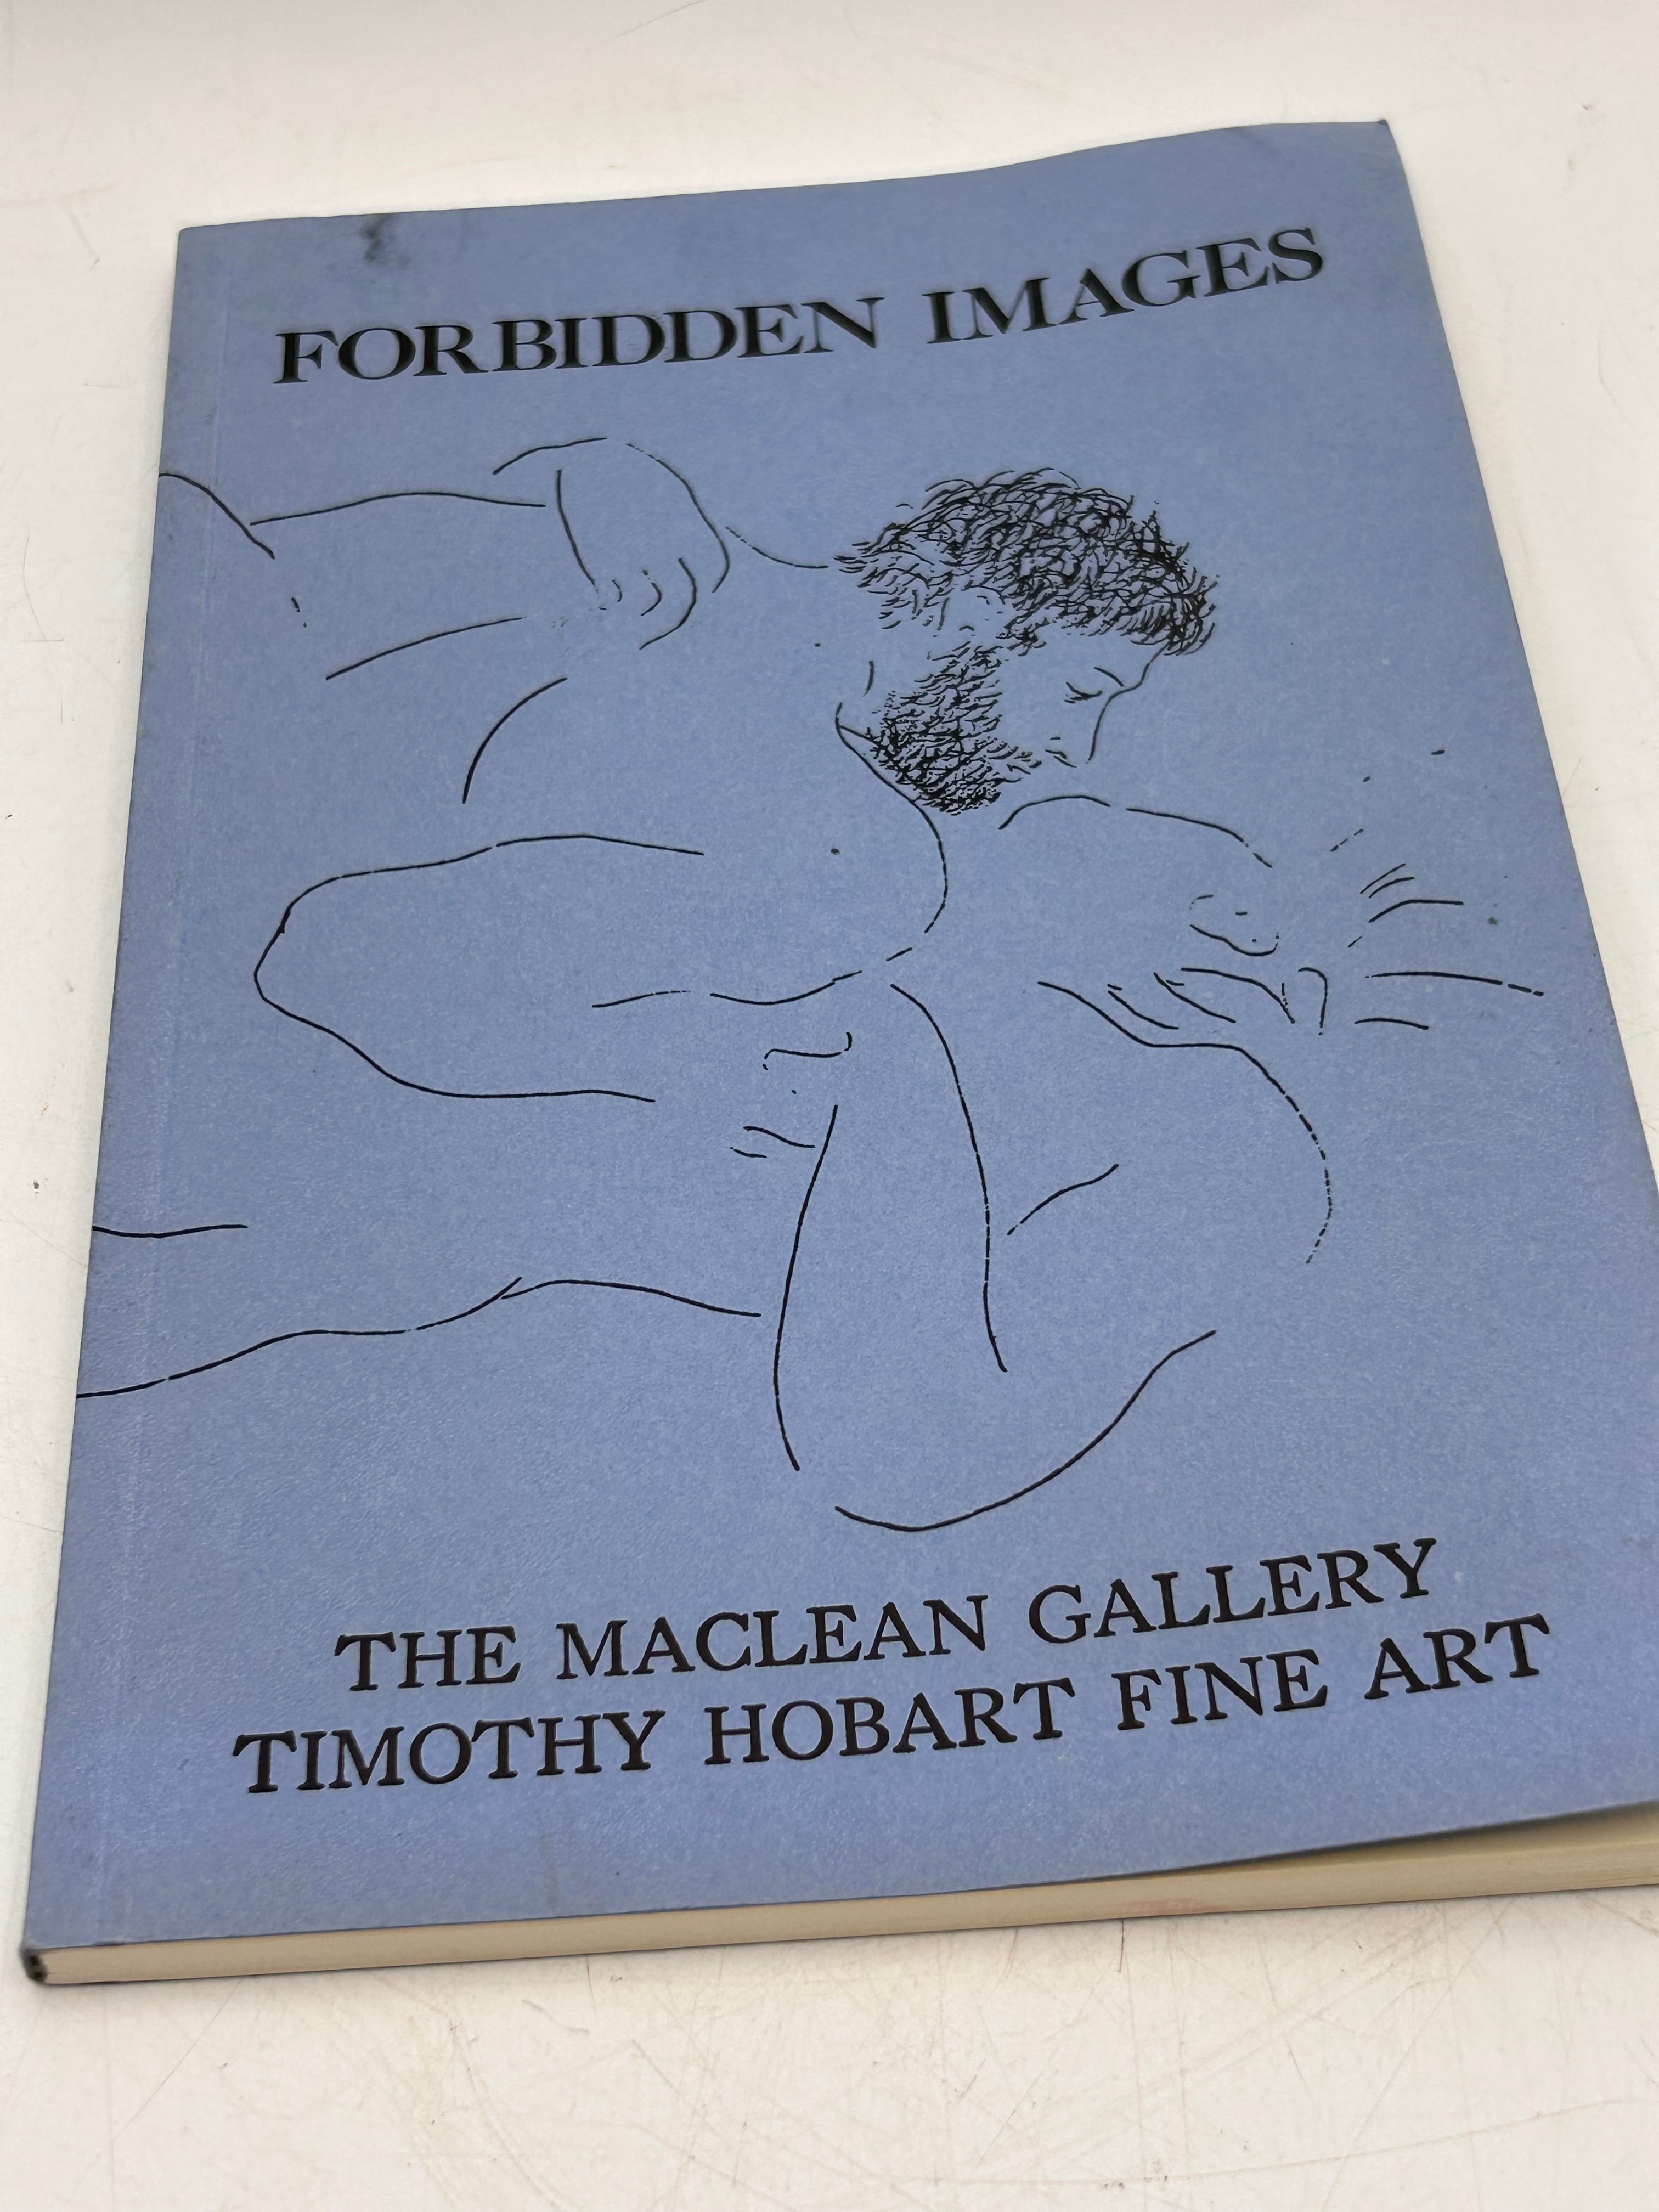 FORBIDDEN IMAGES
THE MACLEAN GALLERY
TIMOTHY HOBART FINE ART